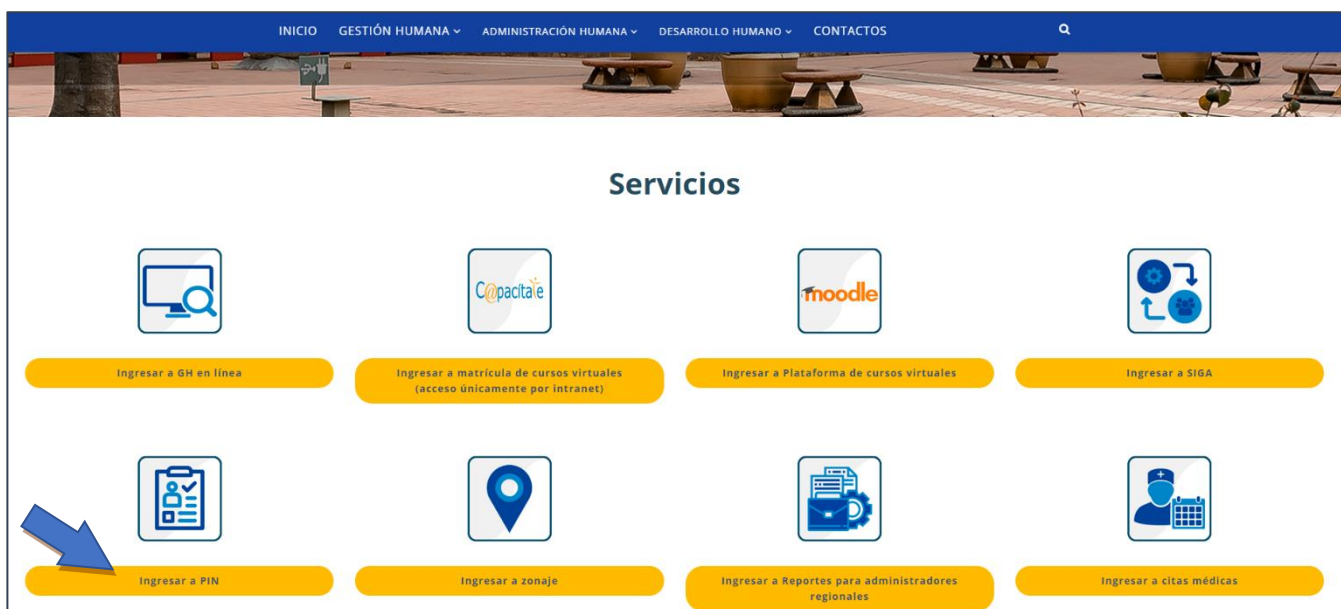 INICIO GESTIÓN HUMANA ADMINISTRACIÓN HUMANA DESARROLLO HUMANO CONTACTOS
Servicios
C@pacítate
moodle
Ingresar a GH en línea
Ingresar a matrícula de cursos virtuales
(acceso únicamente por intranet)
Ingresar a Plataforma de cursos virtuales
Ingresar a SIGA
Ingresar a PIN
Ingresar a zonaje
Ingresar a Reportes para administradores
regionales
Ingresar a citas médicas